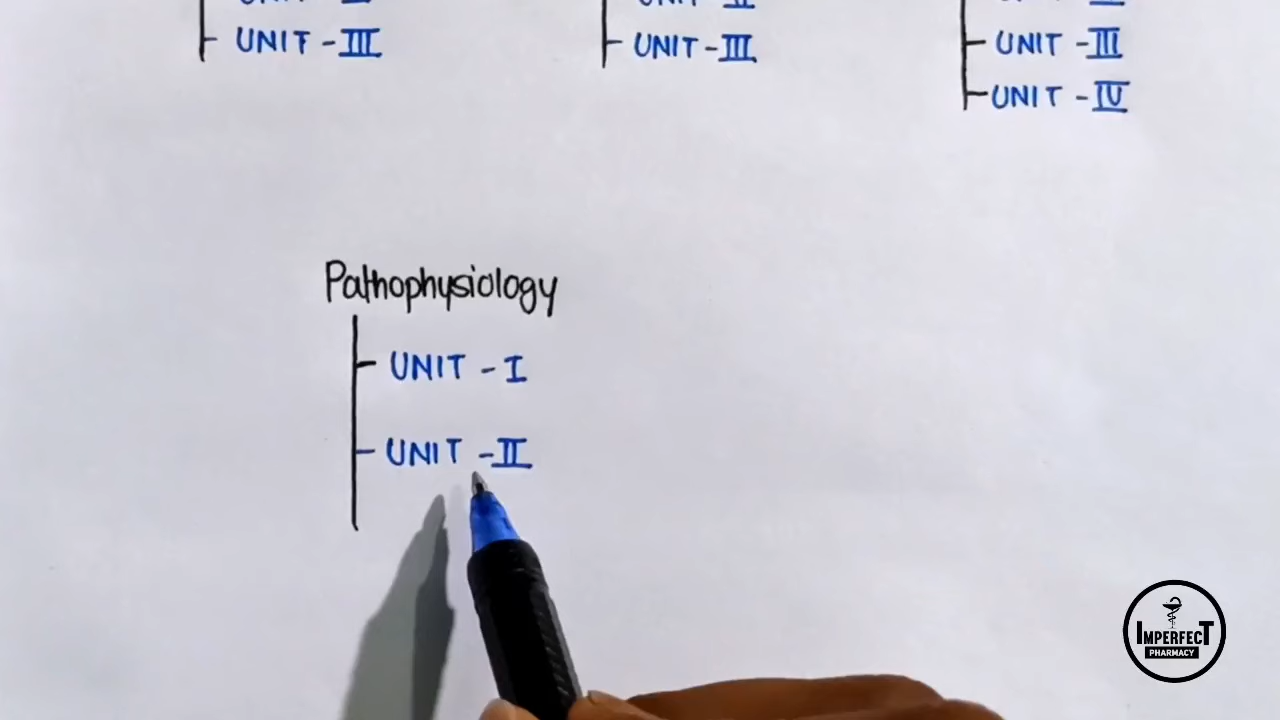 UNIT - III
UNIT - III
UNIT - III
UNIT - IV
Pathophysiology
UNIT - I
UNIT - II
IMPERFECT
PHARMACY